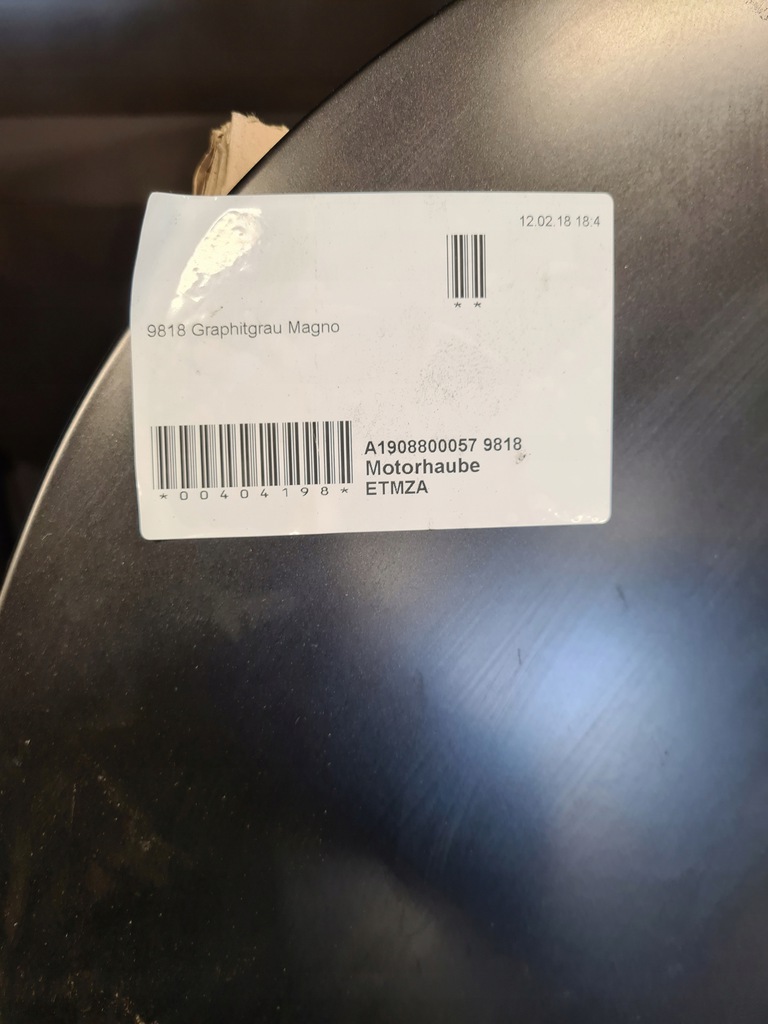 12.02.18 18:4
* *
9818 Graphitgrau Magno
A1908800057 9818
Motorhaube
ETMZA
*00404198*